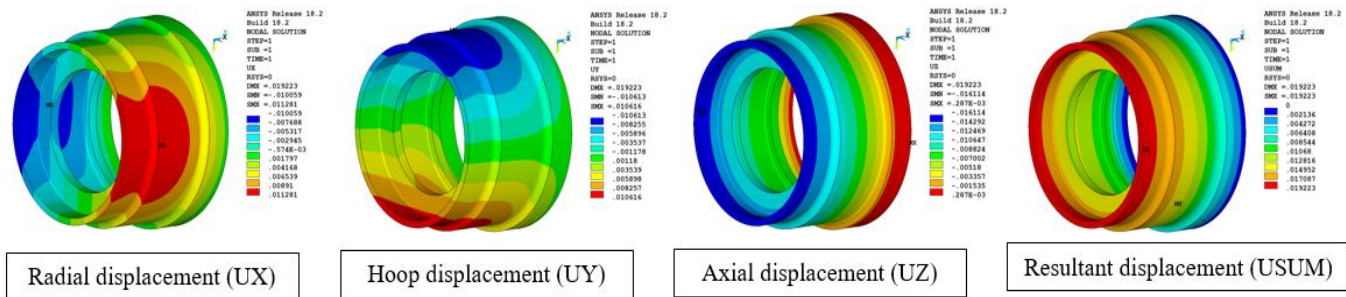 ANSYS Release 18.2
Build 18.2
NODAL SOLUTION
STEP=1
SUB =1
TIME=1
UX
RSYS=0
DMX =.019223
SMN =-.010059
SMX =.011281
-.010059
-.007688
-.005317
-.002945
-.574E-03
.001797
.004168
.006539
.00891
.011281
Radial displacement (UX)
ANSYS Release 18.2
Build 18.2
NODAL SOLUTION
STEP=1
SUB =1
TIME=1
UY
RSYS=0
DMX =.019223
SMN =-.010613
SMX =.010616
-.010613
-.008255
-.005896
-.003537
-.001178
.00118
.003539
.005898
.008257
.010616
Hoop displacement (UY)
ANSYS Release 18.2
Build 18.2
NODAL SOLUTION
STEP=1
SUB =1
TIME=1
UZ
RSYS=0
DMX =.019223
SMN =-.016114
SMX =.287E-03
-.016114
-.014292
-.012469
-.010647
-.008824
-.007002
-.00518
-.003357
-.001535
.287E-03
Axial displacement (UZ)
ANSYS Release 18.2
Build 18.2
NODAL SOLUTION
STEP=1
SUB =1
TIME=1
USUM
RSYS=0
DMX =.019223
SMX =.019223
0
.002136
.004272
.006408
.008544
.01068
.012816
.014952
.017087
.019223
Resultant displacement (USUM)